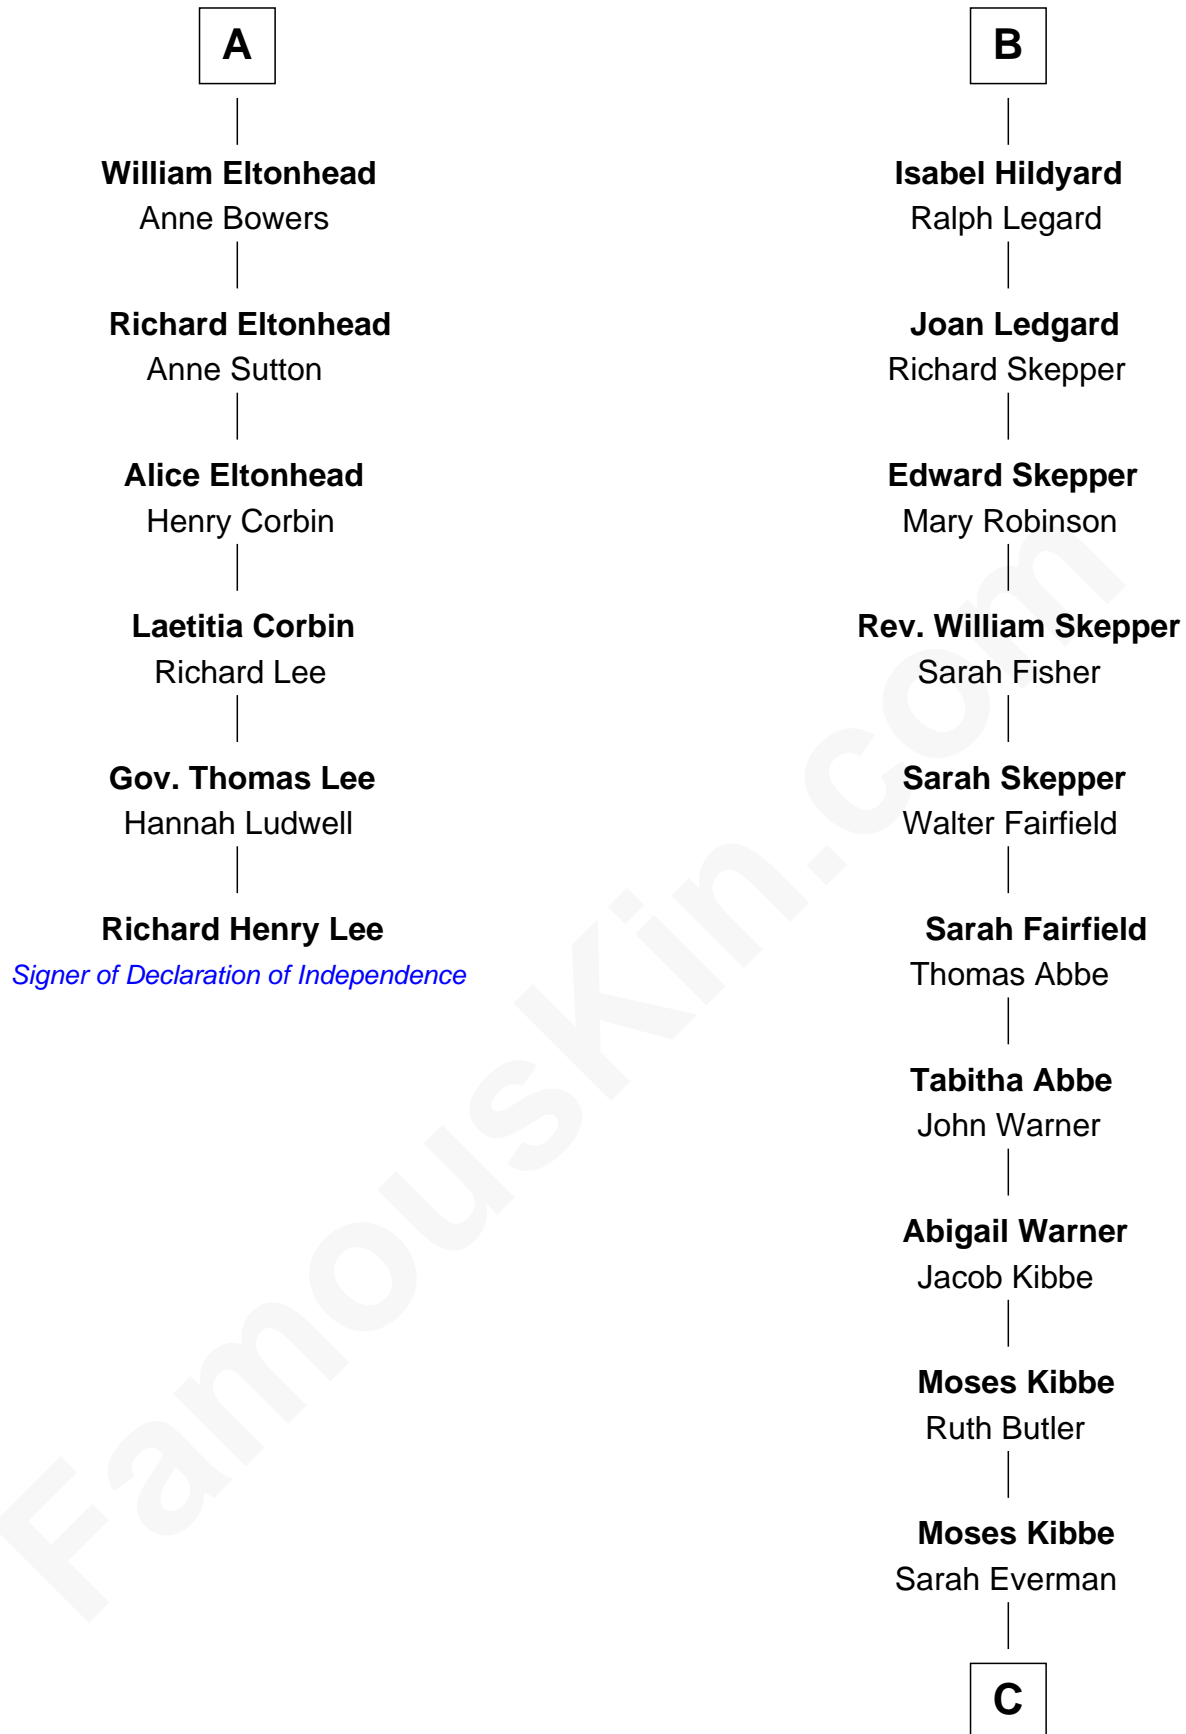 A
William Eltonhead
Anne Bowers
Richard Eltonhead
Anne Sutton
Alice Eltonhead
Henry Corbin
Laetitia Corbin
Richard Lee
Gov. Thomas Lee
Hannah Ludwell
Richard Henry Lee
Signer of Declaration of Independence
B
Isabel Hildyard
Ralph Legard
Joan Ledgard
Richard Skepper
Edward Skepper
Mary Robinson
Rev. William Skepper
Sarah Fisher
Sarah Skepper
Walter Fairfield
Sarah Fairfield
Thomas Abbe
Tabitha Abbe
John Warner
Abigail Warner
Jacob Kibbe
Moses Kibbe
Ruth Butler
Moses Kibbe
Sarah Everman
C
FamousKin.com